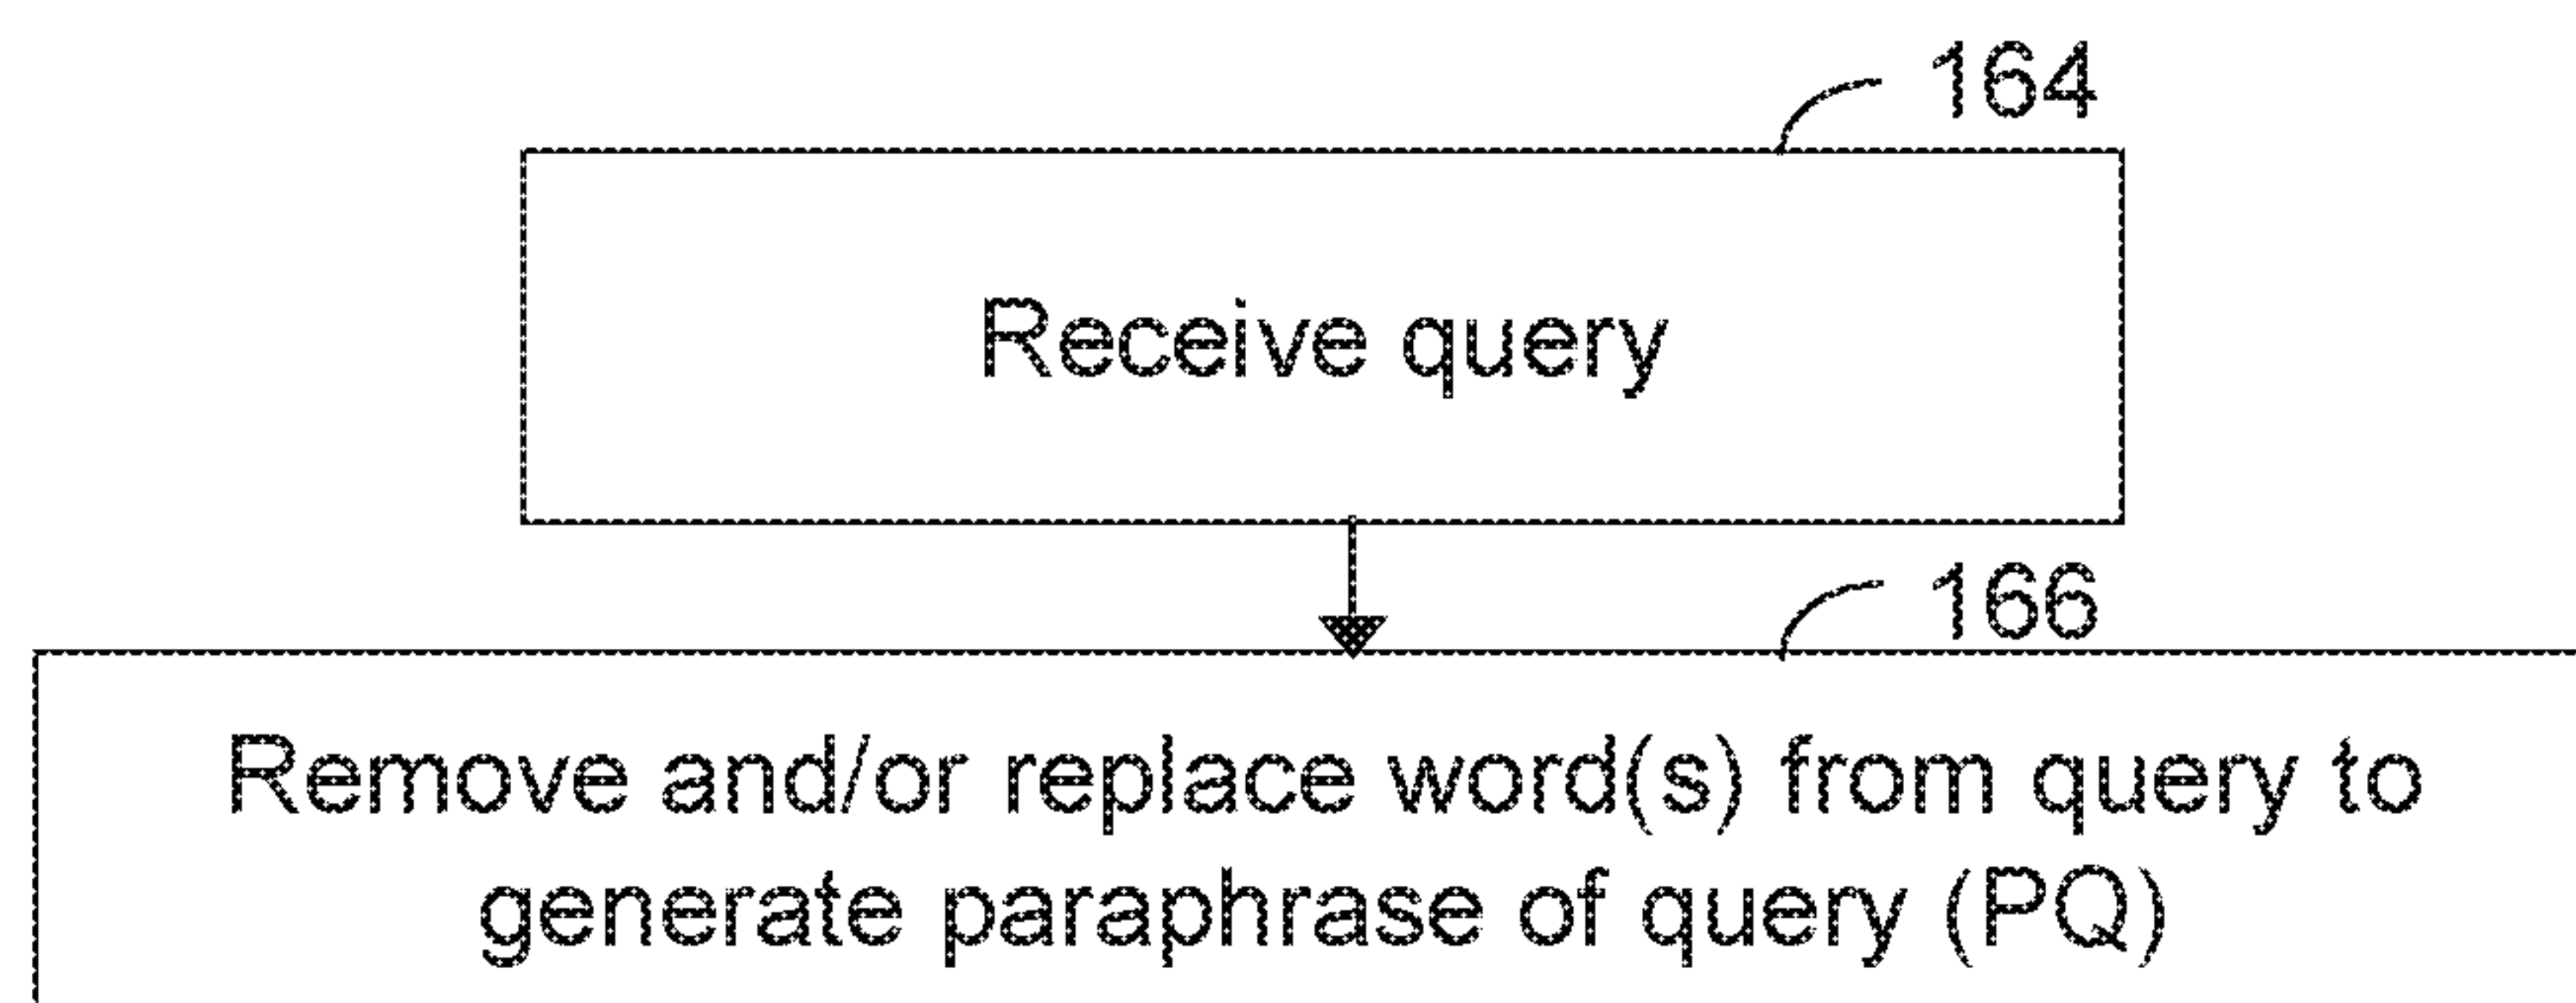 164
Receive query
166
Remove and/or replace word(s) from query to
generate paraphrase of query (PQ)